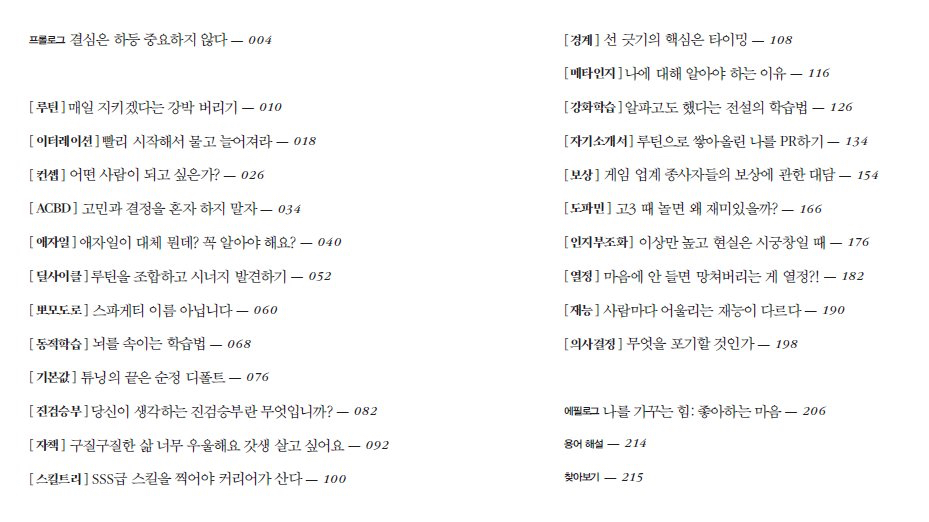 프롤로그 결심은 하등 중요하지 않다 — 004
[루틴] 매일 지키겠다는 강박 버리기 — 010
[이터레이션] 빨리 시작해서 물고 늘어져라 — 018
[컨셉] 어떤 사람이 되고 싶은가? — 026
[ACBD] 고민과 결정을 혼자 하지 말자 — 034
[애자일] 애자일이 대체 뭔데? 꼭 알아야 해요? — 040
[딜사이클] 루틴을 조합하고 시너지 발견하기 — 052
[뽀모도로] 스파게티 이름 아닙니다 — 060
[동적학습] 뇌를 속이는 학습법 — 068
[기본값] 튜닝의 끝은 순정 디폴트 — 076
[진검승부] 당신이 생각하는 진검승부란 무엇입니까? — 082
[자책] 구질구질한 삶 너무 우울해요 갓생 살고 싶어요 — 092
[스킬트리] SSS급 스킬을 찍어야 커리어가 산다 — 100
[경계] 선 긋기의 핵심은 타이밍 — 108
[메타인지] 나에 대해 알아야 하는 이유 — 116
[강화학습] 알파고도 했다는 전설의 학습법 — 126
[자기소개서] 루틴으로 쌓아올린 나를 PR하기 — 134
[보상] 게임 업계 종사자들의 보상에 관한 대담 — 154
[도파민] 고3 때 놀면 왜 재미있을까? — 166
[인지부조화] 이상만 높고 현실은 시궁창일 때 — 176
[열정] 마음에 안 들면 망쳐버리는 게 열정?! — 182
[재능] 사람마다 어울리는 재능이 다르다 — 190
[의사결정] 무엇을 포기할 것인가 — 198
에필로그 나를 가꾸는 힘: 좋아하는 마음 — 206
용어 해설 — 214
찾아보기 — 215